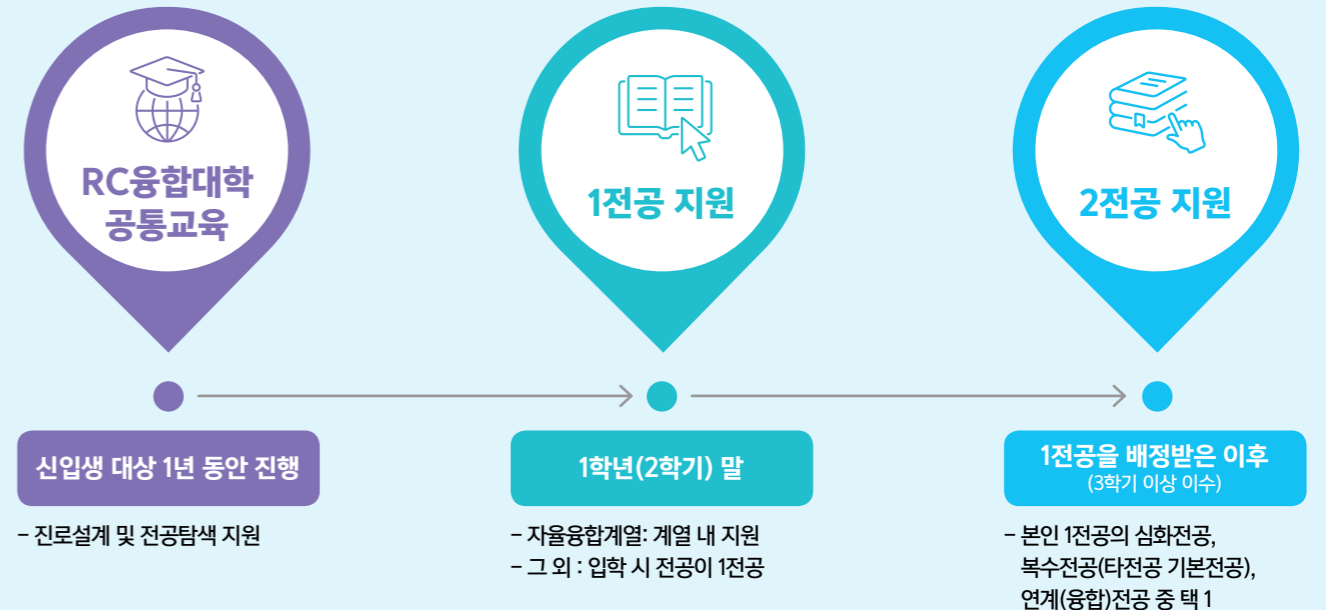 RC융합대학
공통교육
신입생 대상 1년 동안 진행
– 진로설계 및 전공탐색 지원
1전공 지원
1학년(2학기) 말
– 자율융합계열: 계열 내 지원
– 그 외 : 입학 시 전공이 1전공
2전공 지원
1전공을 배정받은 이후
(3학기 이상 이수)
– 본인 1전공의 심화전공,
복수전공(타전공 기본전공),
연계(융합)전공 중 택 1